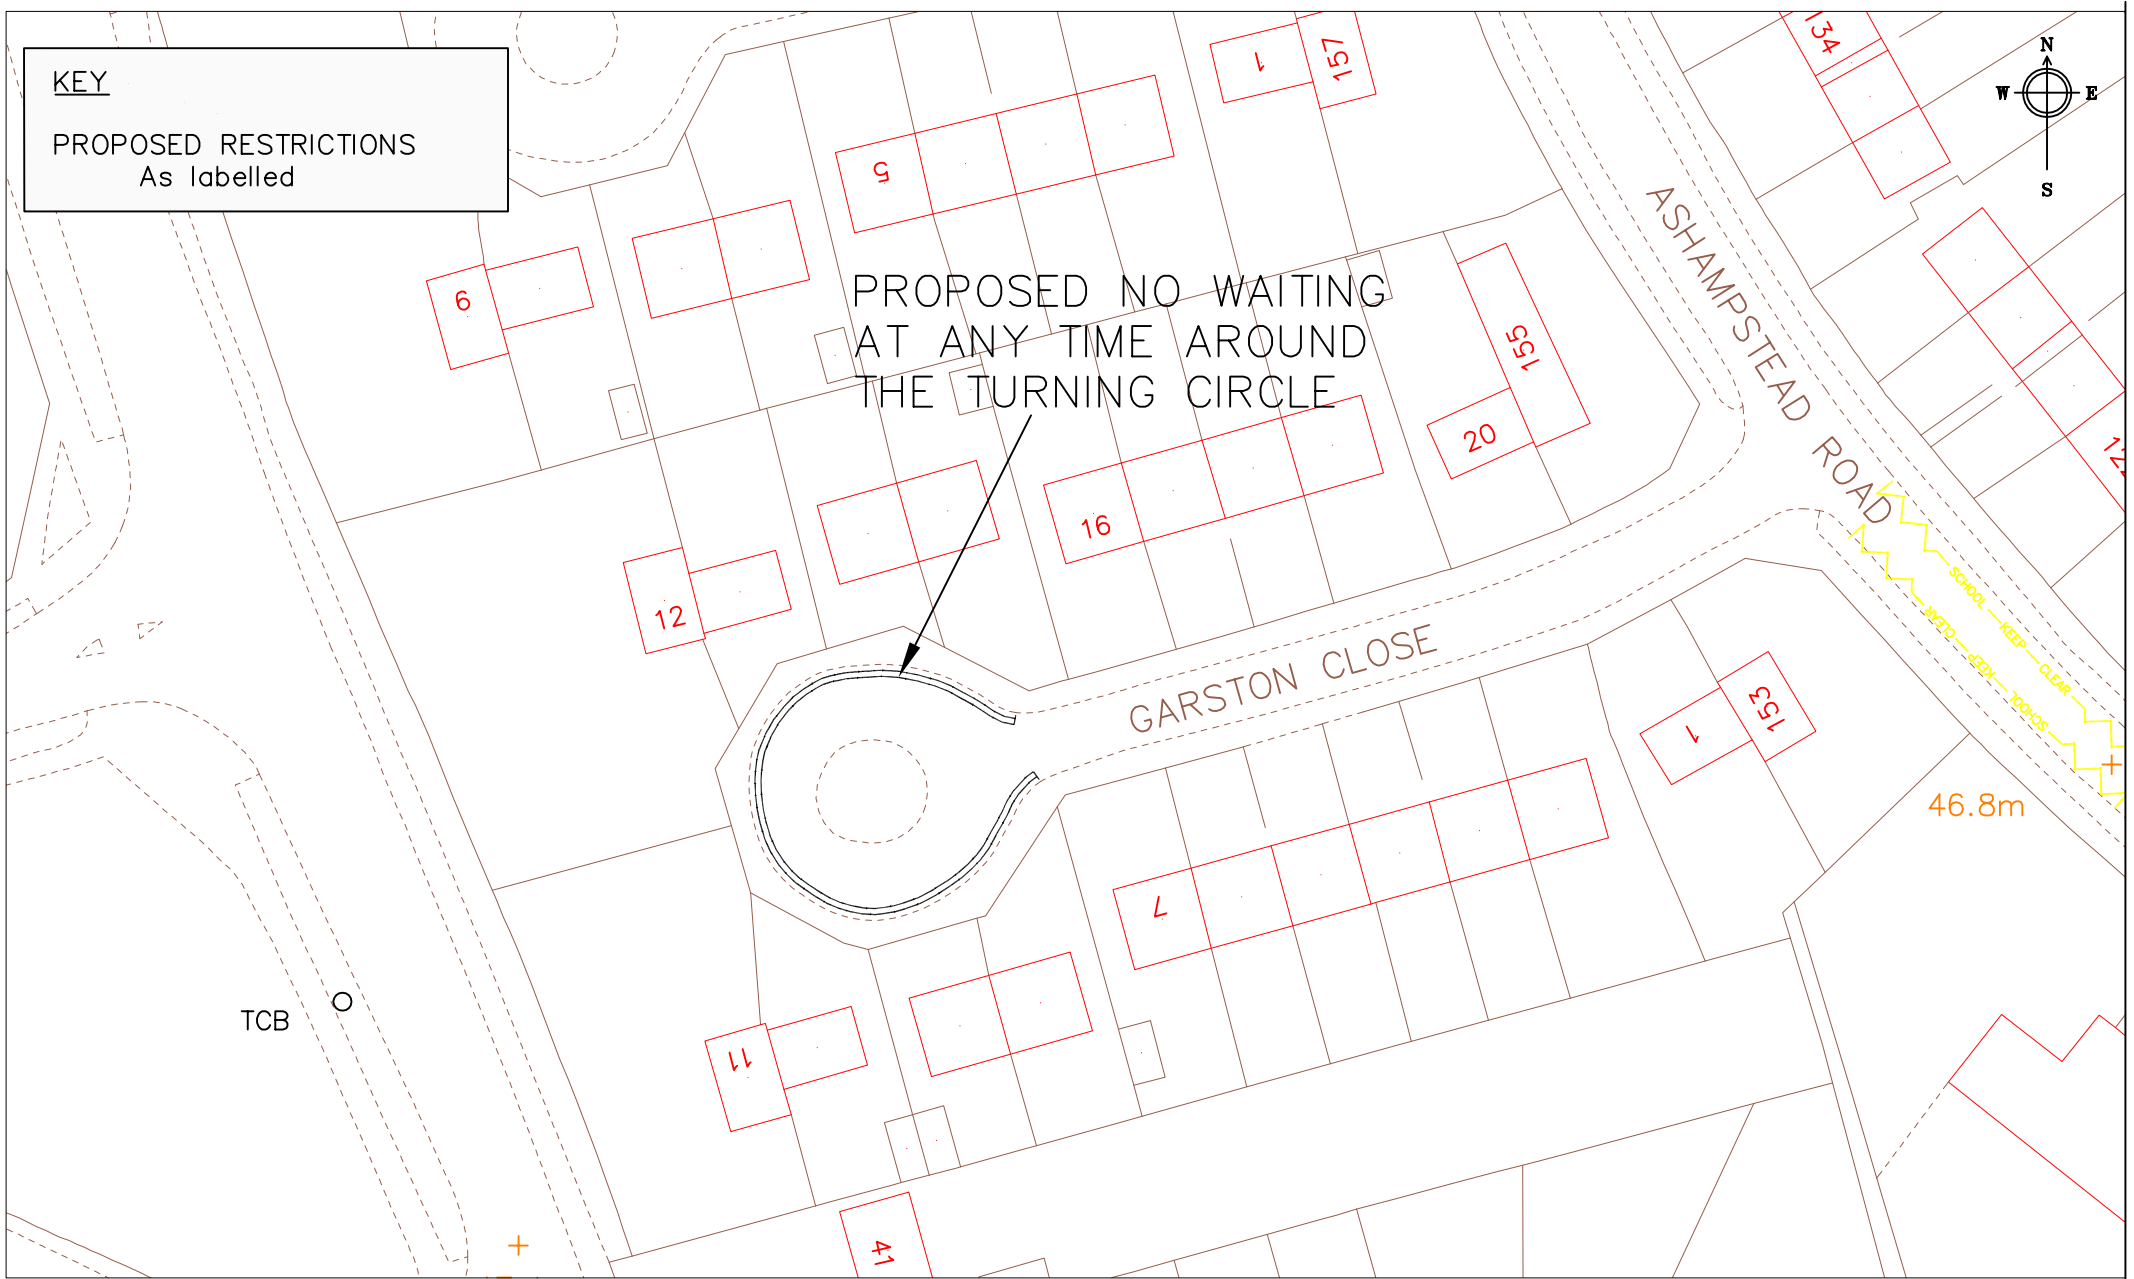 KEY
PROPOSED RESTRICTIONS
As labelled
N
W E
S
134
157
1
5
9
PROPOSED NO WAITING
AT ANY TIME AROUND
THE TURNING CIRCLE
ASHAMPSTEAD ROAD
155
20
16
12
GARSTON CLOSE
SCHOOL KEEP CLEAR
SCHOOL KEEP CLEAR
153
1
46.8m
7
TCB
11
41